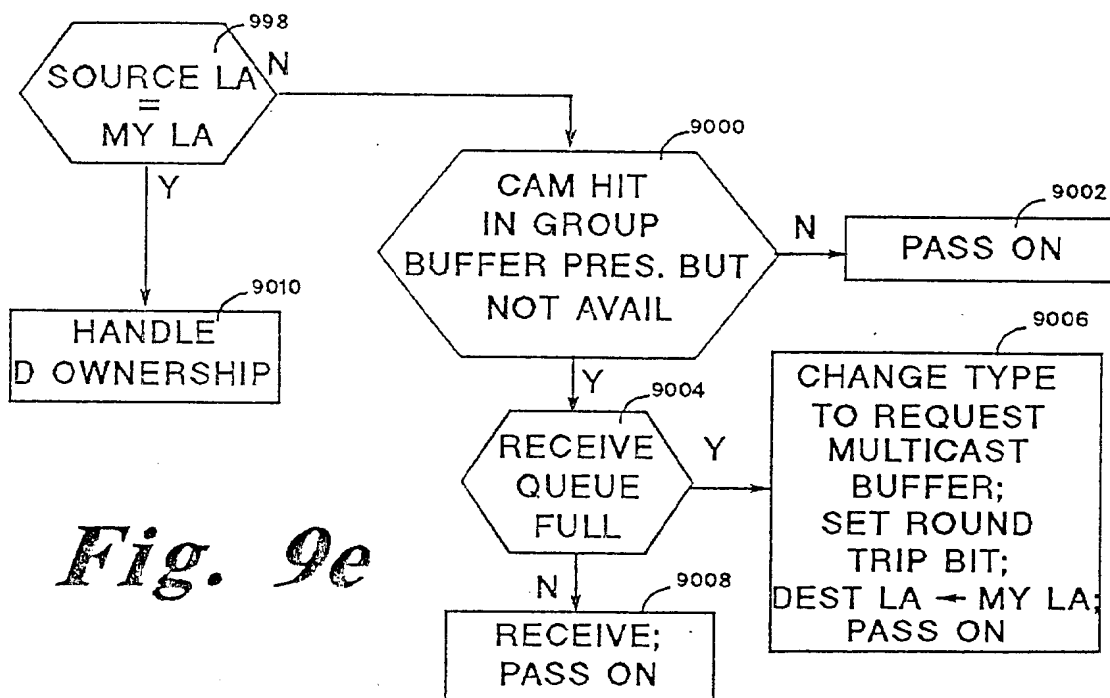 998
SOURCE LA
=
MY LA
N
Y
9000
CAM HIT
IN GROUP
BUFFER PRES. BUT
NOT AVAIL
N
9002
PASS ON
Y
9010
HANDLE
D OWNERSHIP
9004
RECEIVE
QUEUE
FULL
Y
9006
CHANGE TYPE
TO REQUEST
MULTICAST
BUFFER;
SET ROUND
TRIP BIT;
DEST LA ← MY LA;
PASS ON
N
9008
RECEIVE;
PASS ON
Fig. 9e